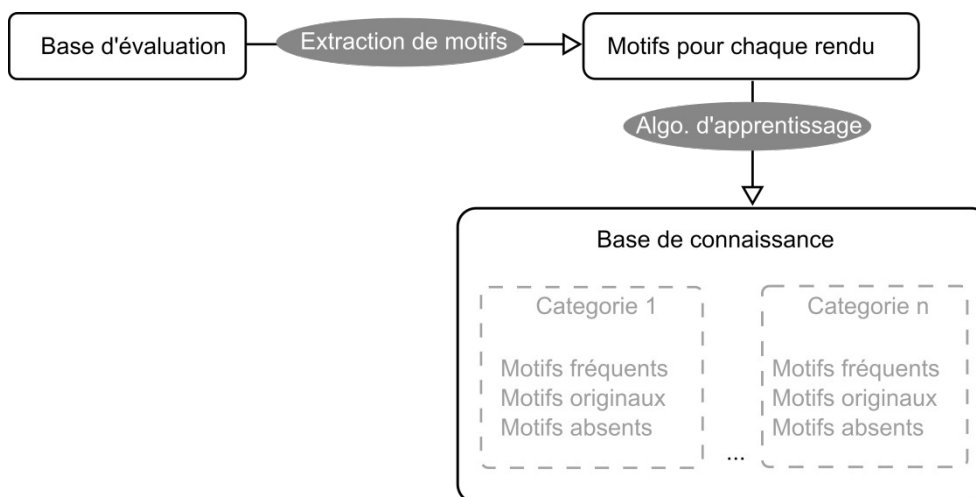 Base d'évaluation
Extraction de motifs
Motifs pour chaque rendu
Algo. d'apprentissage
Base de connaissance
Categorie 1
Motifs fréquents
Motifs originaux
Motifs absents
...
Categorie n
Motifs fréquents
Motifs originaux
Motifs absents